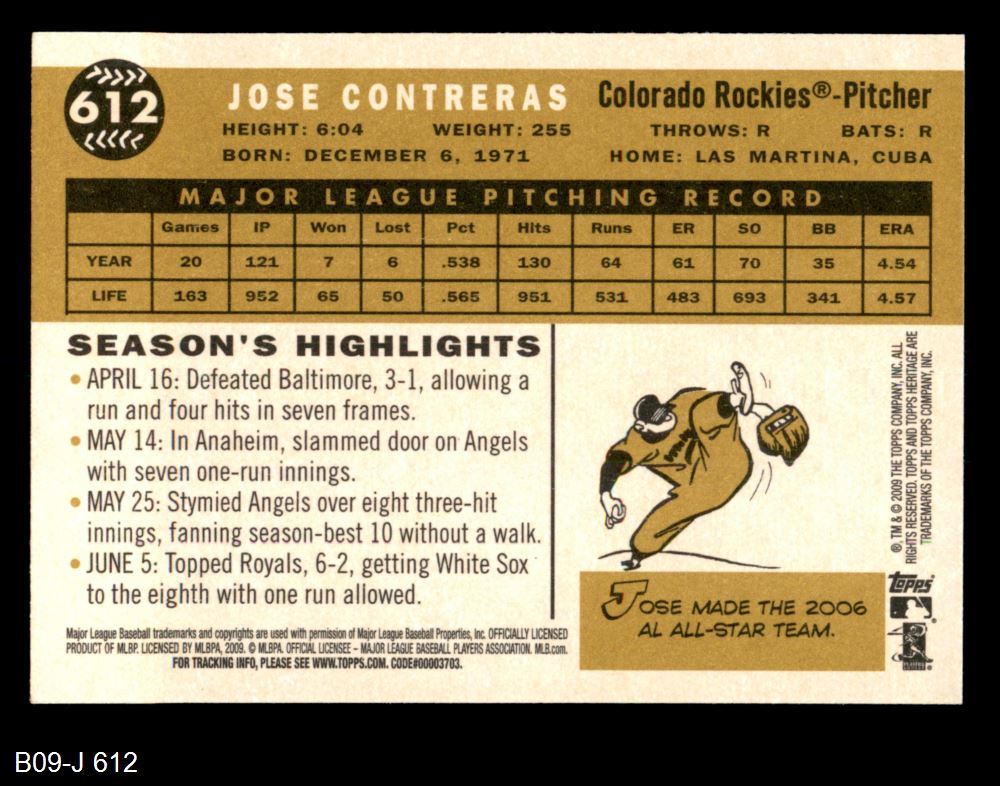 612
JOSE CONTRERAS Colorado Rockies®-Pitcher
HEIGHT: 6:04 WEIGHT: 255 THROWS: R BATS: R
BORN: DECEMBER 6, 1971 HOME: LAS MARTINA, CUBA
MAJOR LEAGUE PITCHING RECORD
Games IP Won Lost Pct Hits Runs ER SO BB ERA
YEAR 20 121 7 6 .538 130 64 61 70 35 4.54
LIFE 163 952 65 50 .565 951 531 483 693 341 4.57
SEASON'S HIGHLIGHTS
• APRIL 16: Defeated Baltimore, 3-1, allowing a
run and four hits in seven frames.
• MAY 14: In Anaheim, slammed door on Angels
with seven one-run innings.
• MAY 25: Stymied Angels over eight three-hit
innings, fanning season-best 10 without a walk.
• JUNE 5: Topped Royals, 6-2, getting White Sox
to the eighth with one run allowed.
Major League Baseball trademarks and copyrights are used with permission of Major League Baseball Properties, Inc. OFFICIALLY LICENSED
PRODUCT OF MLBP. LICENSED BY MLBPA, 2009. © MLBPA. OFFICIAL LICENSEE – MAJOR LEAGUE BASEBALL PLAYERS ASSOCIATION. MLB.com.
FOR TRACKING INFO, PLEASE SEE WWW.TOPPS.COM. CODE#00003703.
JOSE MADE THE 2006
AL ALL-STAR TEAM.
®, TM & © 2009 THE TOPPS COMPANY, INC. ALL
RIGHTS RESERVED. TOPPS AND TOPPS HERITAGE ARE
TRADEMARKS OF THE TOPPS COMPANY, INC.
Topps
B09-J 612